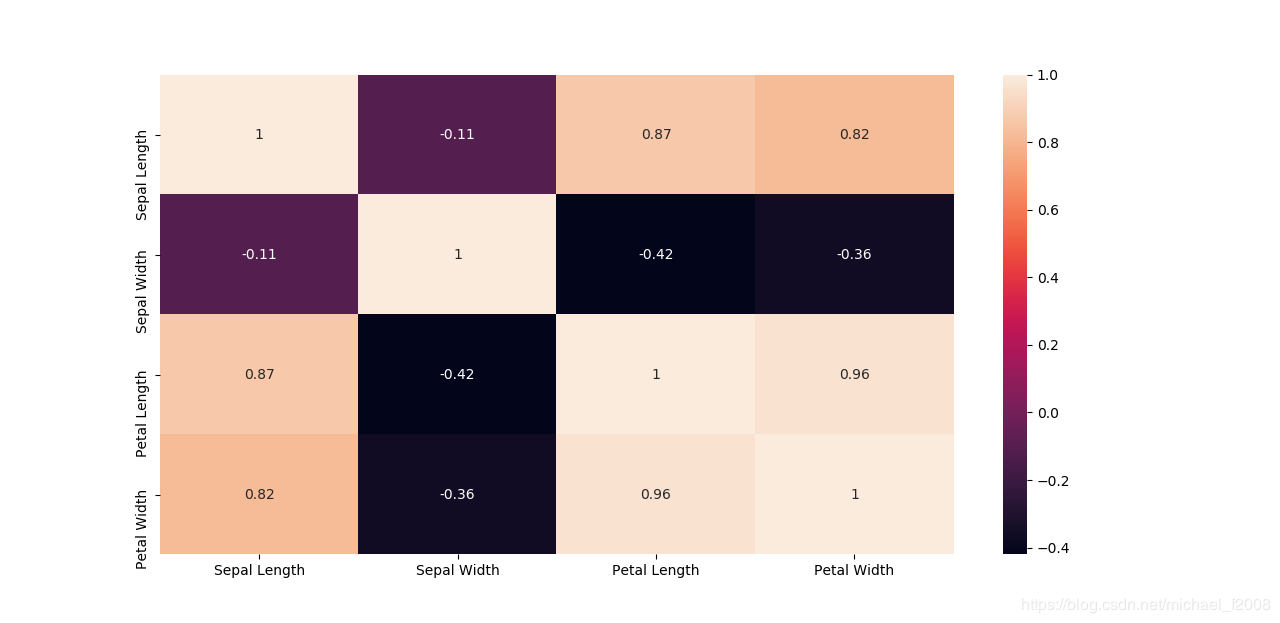 1.0
0.8
0.6
0.4
0.2
0.0
−0.2
−0.4
Sepal Length
1
-0.11
0.87
0.82
Sepal Width
-0.11
1
-0.42
-0.36
Petal Length
0.87
-0.42
1
0.96
Petal Width
0.82
-0.36
0.96
1
Sepal Length
Sepal Width
Petal Length
Petal Width
https://blog.csdn.net/michael_f2008